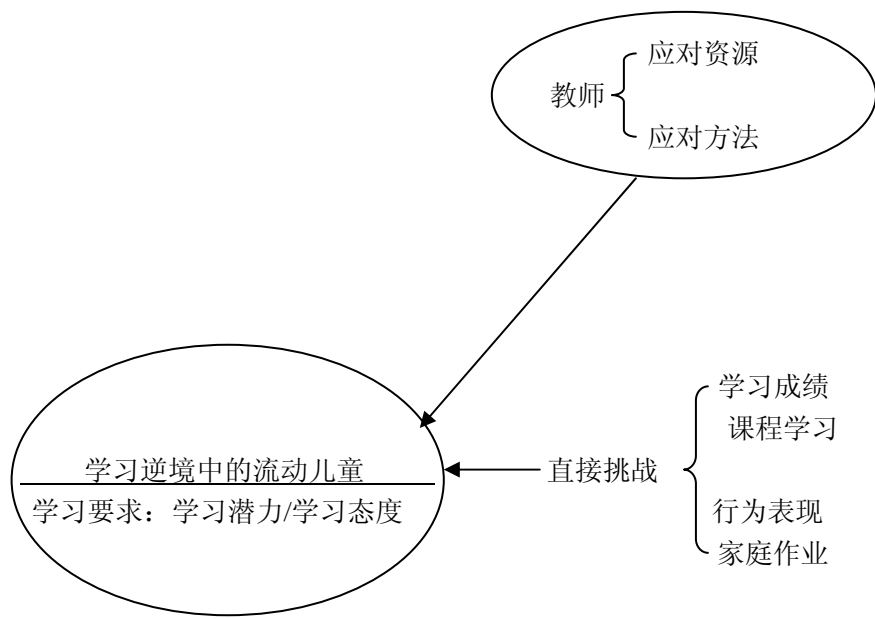 应对资源
教师
应对方法
学习成绩
课程学习
学习逆境中的流动儿童
直接挑战
学习要求：学习潜力/学习态度
行为表现
家庭作业